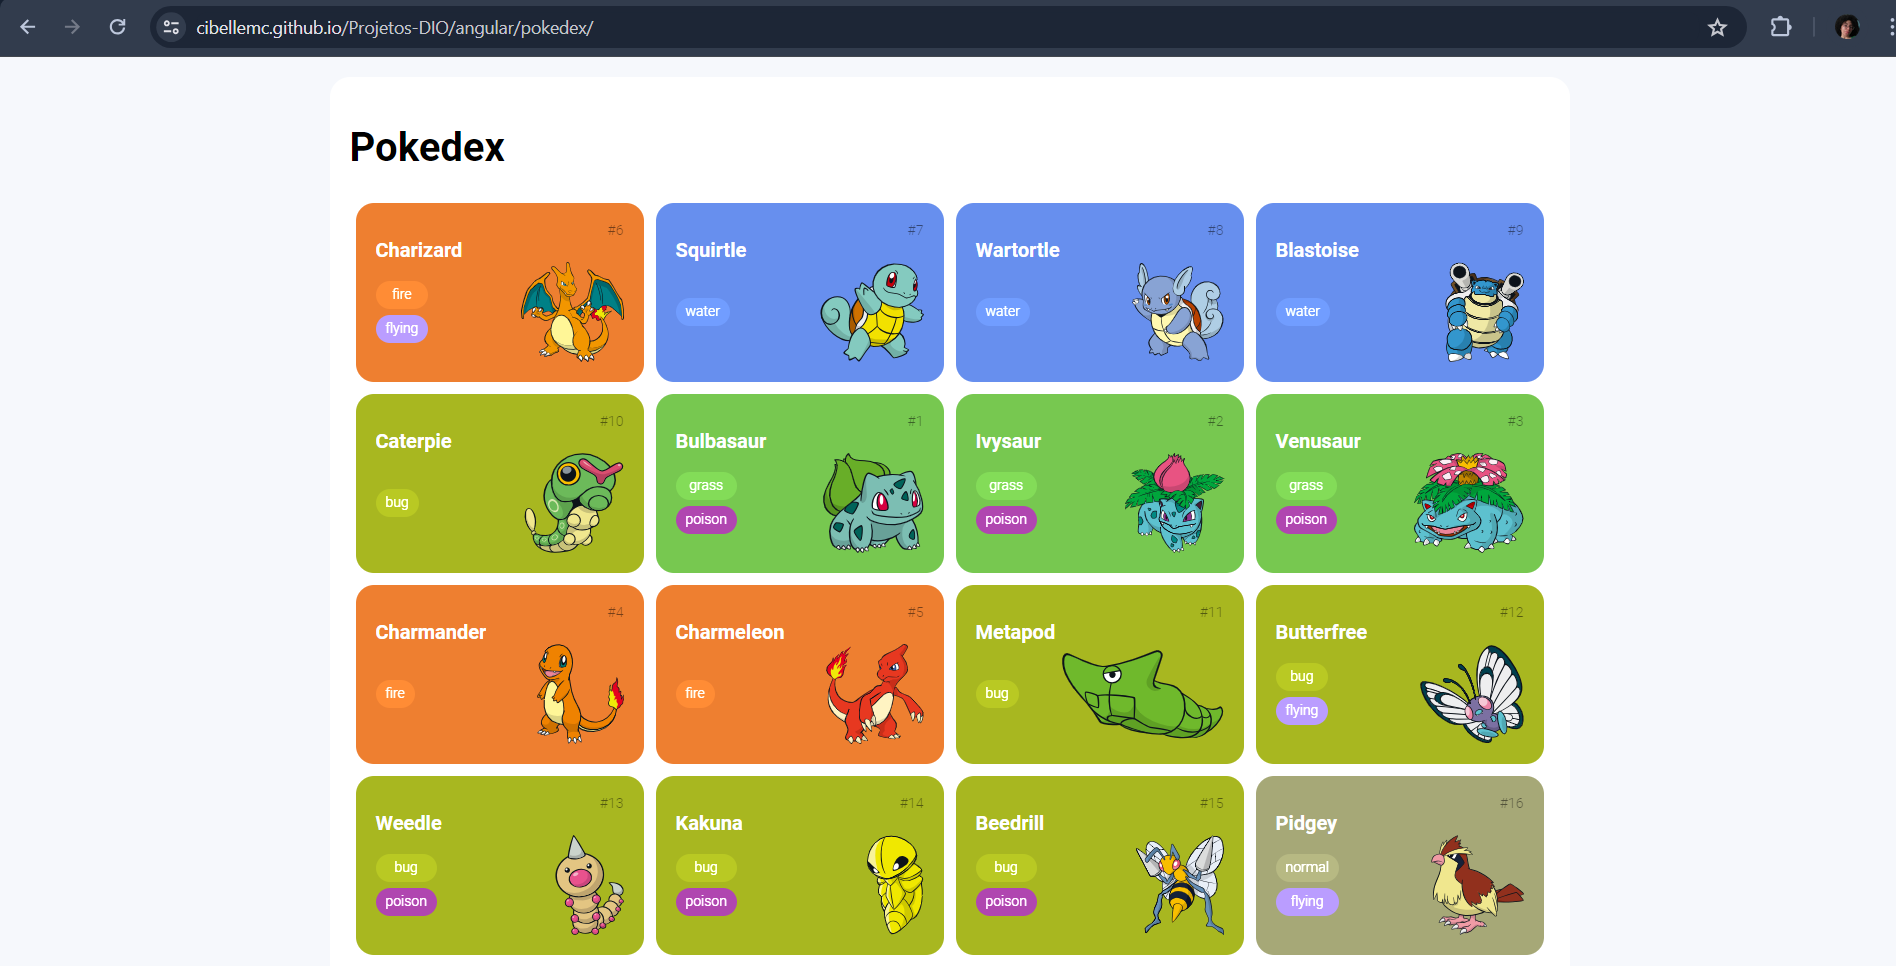 cibellemc.github.io/Projetos-DIO/angular/pokedex/
Pokedex
#6
Charizard
fire
flying
#7
Squirtle
water
#8
Wartortle
water
#9
Blastoise
water
#10
Caterpie
bug
#1
Bulbasaur
grass
poison
#2
Ivysaur
grass
poison
#3
Venusaur
grass
poison
#4
Charmander
fire
#5
Charmeleon
fire
#11
Metapod
bug
#12
Butterfree
bug
flying
#13
Weedle
bug
poison
#14
Kakuna
bug
poison
#15
Beedrill
bug
poison
#16
Pidgey
normal
flying